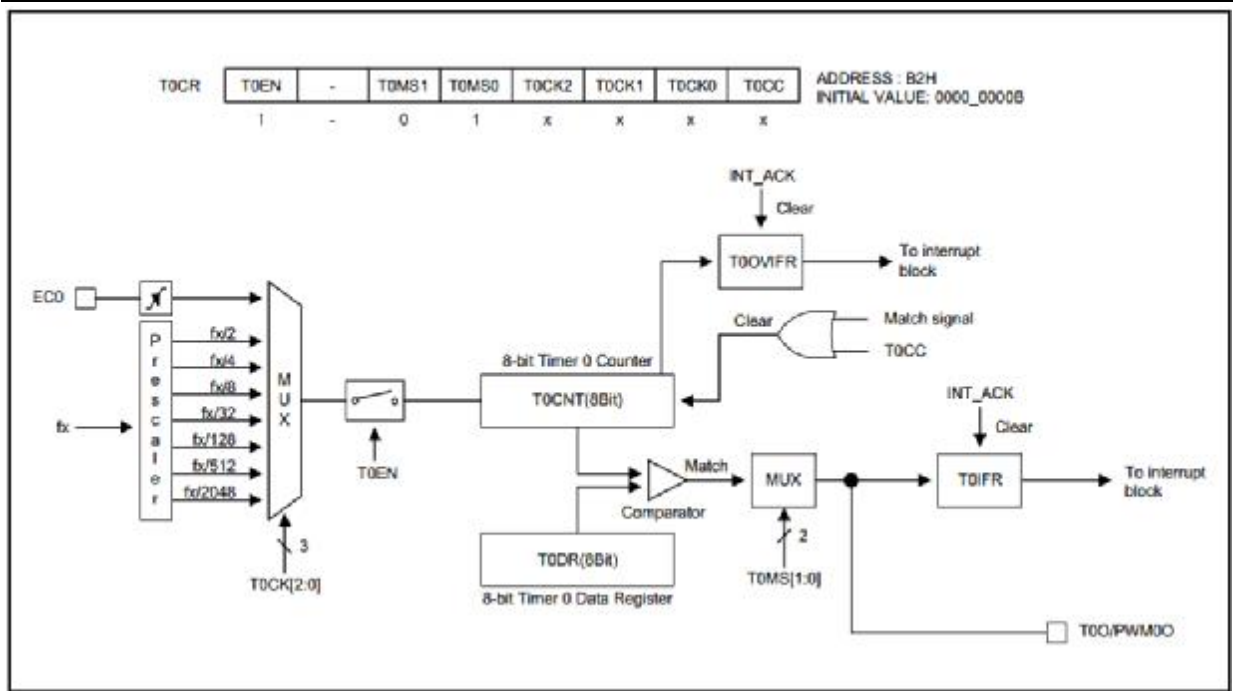 T0CR T0EN - T0MS1 T0MS0 T0CK2 T0CK1 T0CK0 T0CC
ADDRESS : B2H
INITIAL VALUE: 0000_0000B
1 - 0 1 x x x x
INT_ACK
Clear
T0OVIFR
To interrupt
block
EC0
Prescaler
fx
fx/2
fx/4
fx/8
fx/32
fx/128
fx/512
fx/2048
MUX
3
T0CK[2:0]
T0EN
8-bit Timer 0 Counter
T0CNT(8Bit)
Clear
Match signal
T0CC
Match
Comparator
T0DR(8Bit)
8-bit Timer 0 Data Register
MUX
2
T0MS[1:0]
INT_ACK
Clear
T0IFR
To interrupt
block
T0O/PWM0O